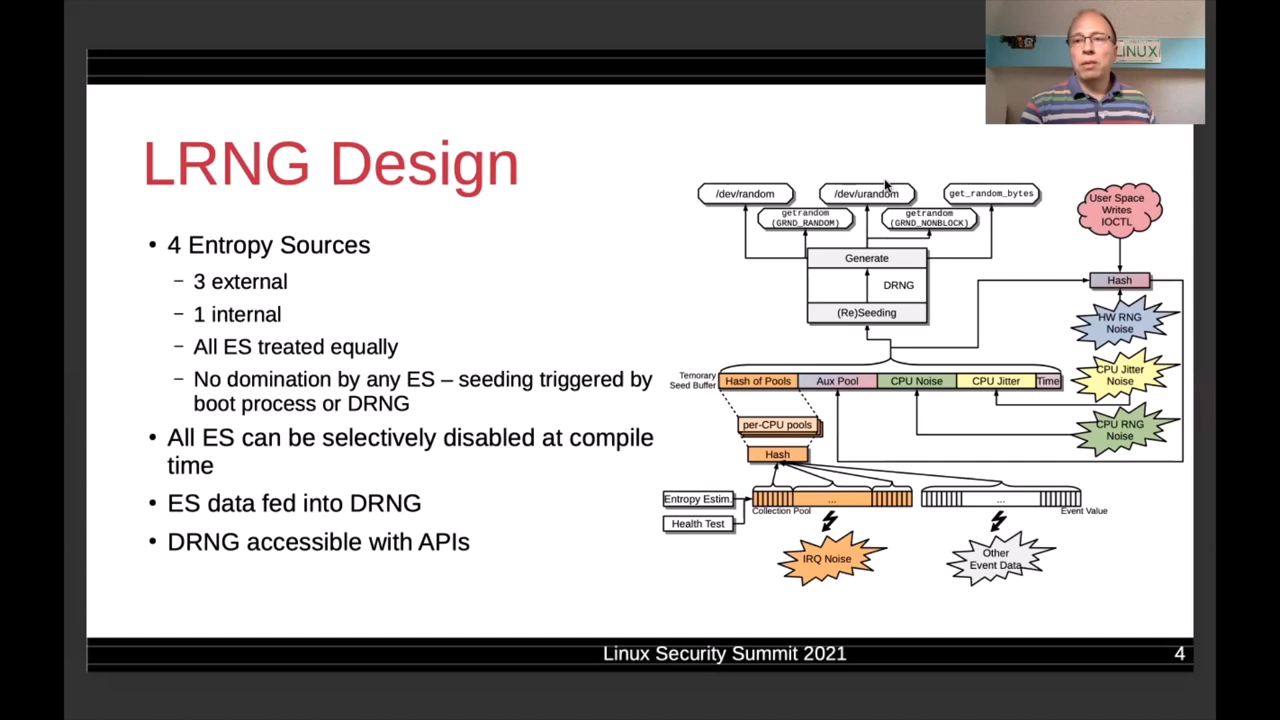 LINUX
LRNG Design
• 4 Entropy Sources
– 3 external
– 1 internal
– All ES treated equally
– No domination by any ES – seeding triggered by
boot process or DRNG
• All ES can be selectively disabled at compile
time
• ES data fed into DRNG
• DRNG accessible with APIs
/dev/random
/dev/urandom
get_random_bytes
getrandom
(GRND_RANDOM)
getrandom
(GRND_NONBLOCK)
User Space
Writes
IOCTL
Generate
DRNG
(Re)Seeding
Hash
HW RNG
Noise
CPU Jitter
Noise
CPU RNG
Noise
Temorary
Seed Buffer
Hash of Pools
Aux Pool
CPU Noise
CPU Jitter
Time
per-CPU pools
Hash
Entropy Estim.
Health Test
...
Collection Pool
...
Event Value
IRQ Noise
Other
Event Data
Linux Security Summit 2021
4